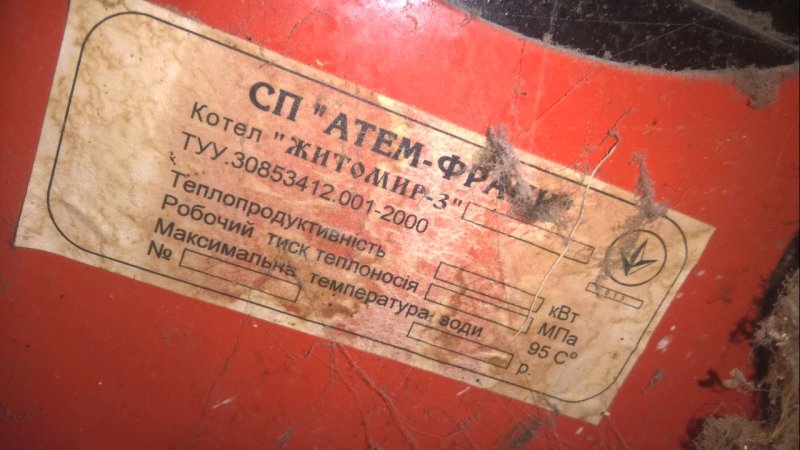 СП "АТЕМ-ФРАНК"
Котел "ЖИТОМИР-3"
ТУУ.30853412.001-2000
Теплопродуктивність кВт
Робочий тиск теплоносія МПа
Максимальна температура води 95 С°
№ р.